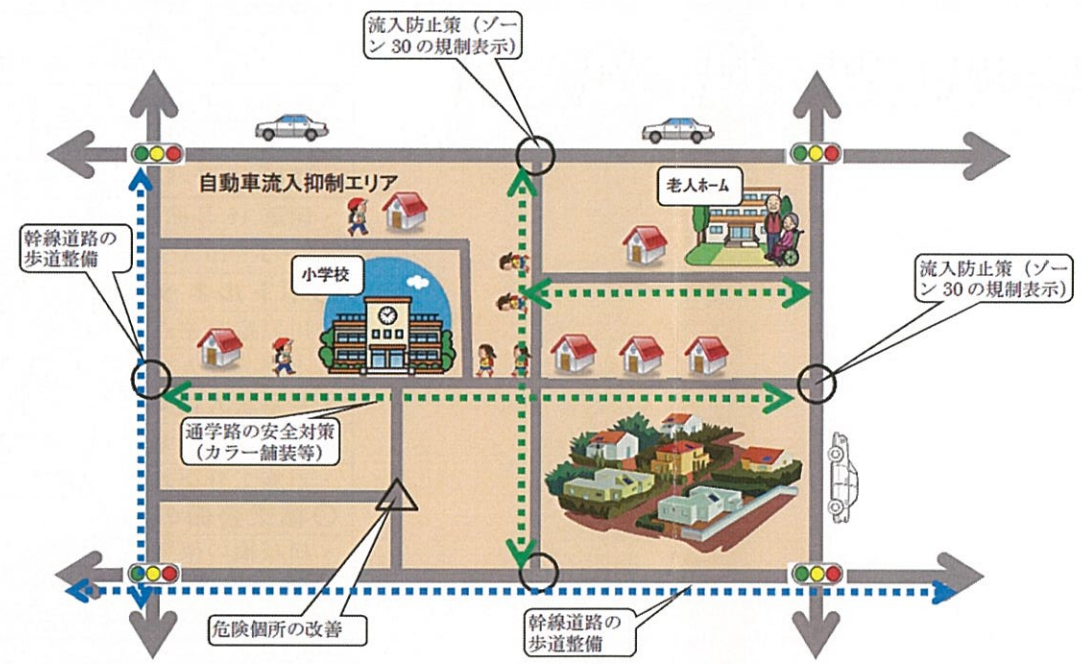 流入防止策（ゾー
ン 30 の規制表示）
自動車流入抑制エリア
老人ホーム
幹線道路の
歩道整備
小学校
流入防止策（ゾー
ン 30 の規制表示）
通学路の安全対策
（カラー舗装等）
危険個所の改善
幹線道路の
歩道整備